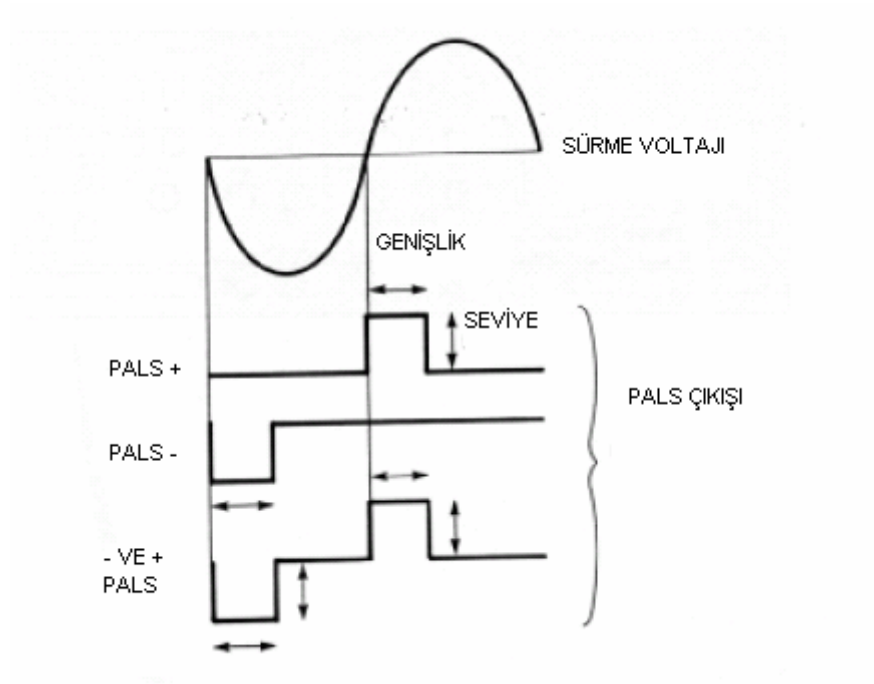 SÜRME VOLTAJI
GENİŞLİK
SEVİYE
PALS +
PALS ÇIKIŞI
PALS -
- VE +
PALS